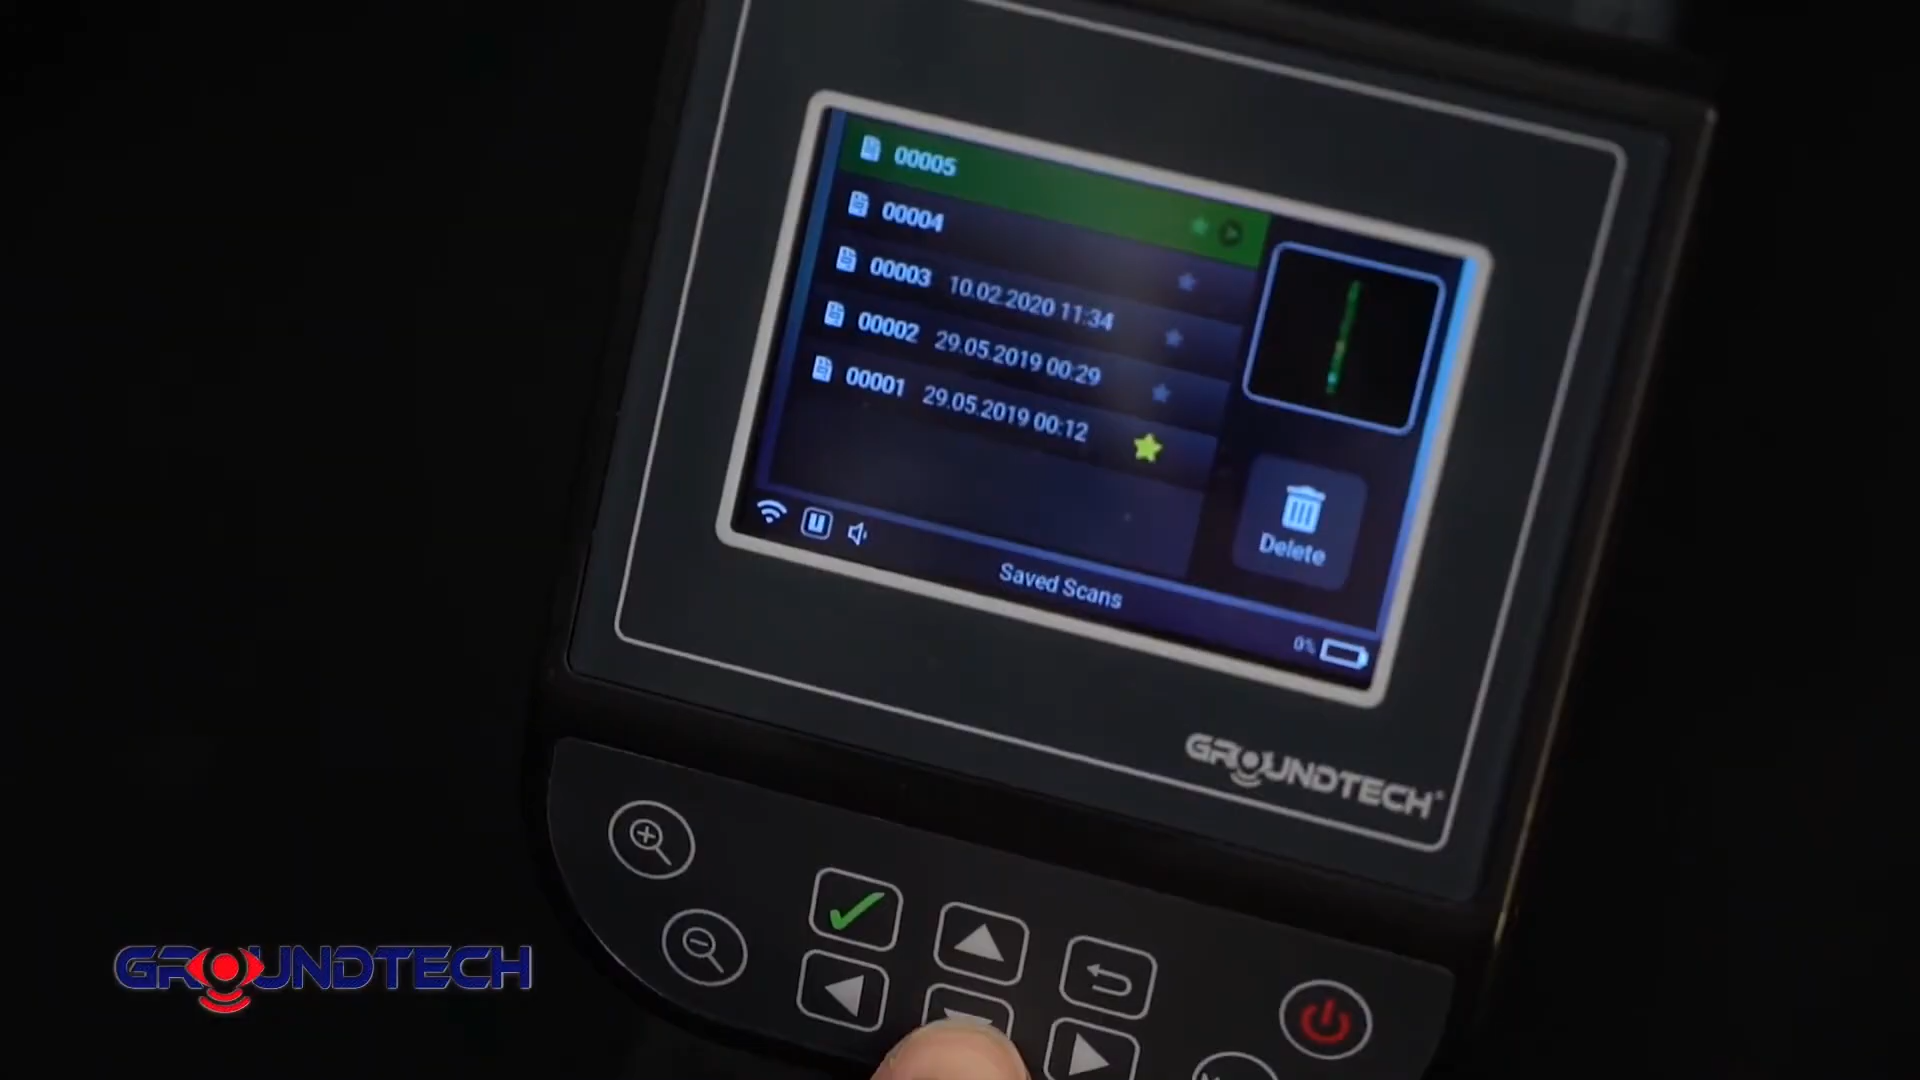 00005
00004
00003 10.02.2020 11:34
00002 29.05.2019 00:29
00001 29.05.2019 00:12
Delete
Saved Scans
0%
GROUNDTECH
GROUNDTECH